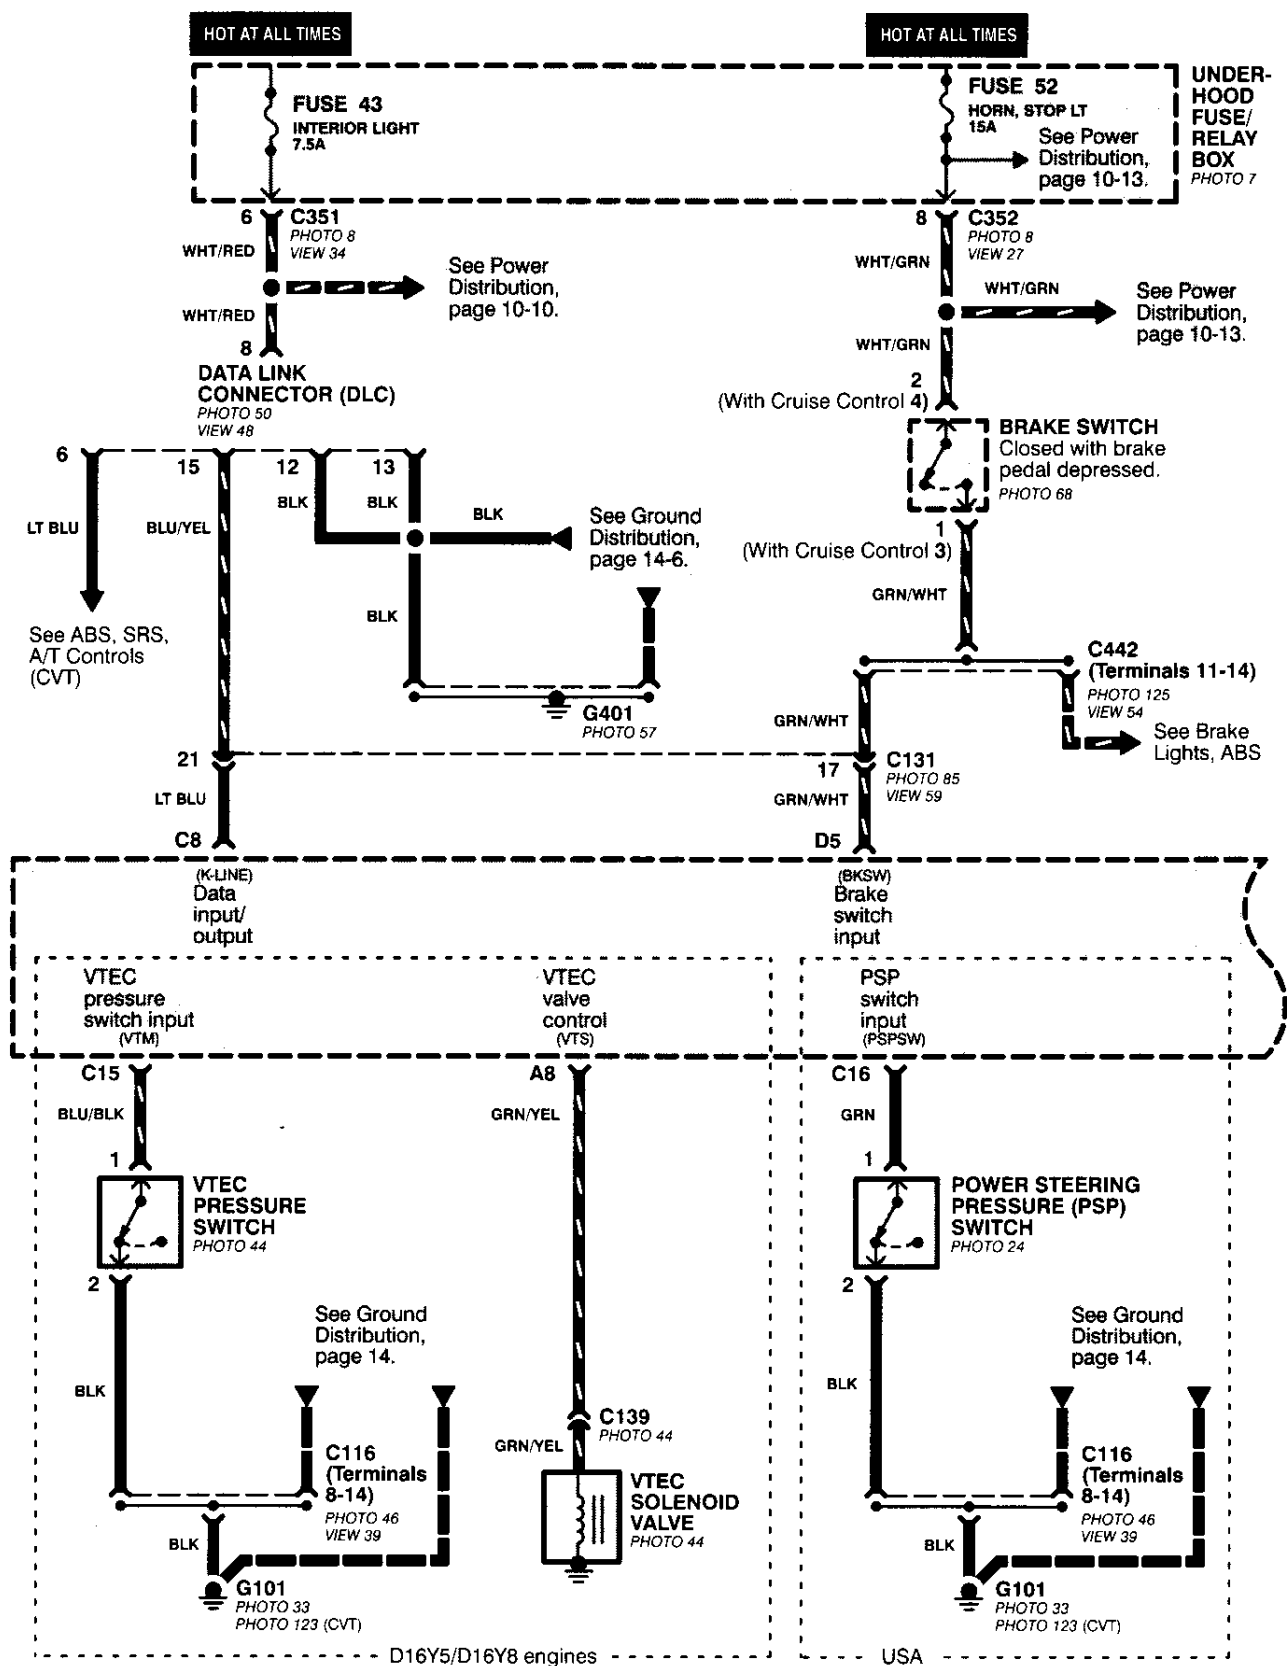 HOT AT ALL TIMES
HOT AT ALL TIMES
FUSE 43
INTERIOR LIGHT
7.5A
FUSE 52
HORN, STOP LT
15A
See Power
Distribution,
page 10-13.
UNDER-
HOOD
FUSE/
RELAY
BOX
PHOTO 7
6
C351
PHOTO 8
VIEW 34
WHT/RED
See Power
Distribution,
page 10-10.
WHT/RED
8
8
C352
PHOTO 8
VIEW 27
WHT/GRN
WHT/GRN
See Power
Distribution,
page 10-13.
WHT/GRN
DATA LINK
CONNECTOR (DLC)
PHOTO 50
VIEW 48
2
(With Cruise Control 4)
BRAKE SWITCH
Closed with brake
pedal depressed.
PHOTO 68
6
15
12
13
LT BLU
BLU/YEL
BLK
BLK
BLK
See Ground
Distribution,
page 14-6.
1
(With Cruise Control 3)
GRN/WHT
BLK
See ABS, SRS,
A/T Controls
(CVT)
G401
PHOTO 57
C442
(Terminals 11-14)
PHOTO 125
VIEW 54
GRN/WHT
See Brake
Lights, ABS
21
17
C131
PHOTO 85
VIEW 59
LT BLU
GRN/WHT
C8
D5
(K-LINE)
Data
input/
output
(BKSW)
Brake
switch
input
VTEC
pressure
switch input
(VTM)
VTEC
valve
control
(VTS)
PSP
switch
input
(PSPSW)
C15
A8
C16
BLU/BLK
GRN/YEL
GRN
1
1
VTEC
PRESSURE
SWITCH
PHOTO 44
POWER STEERING
PRESSURE (PSP)
SWITCH
PHOTO 24
2
2
See Ground
Distribution,
page 14.
See Ground
Distribution,
page 14.
BLK
BLK
C139
PHOTO 44
GRN/YEL
C116
(Terminals
8-14)
PHOTO 46
VIEW 39
VTEC
SOLENOID
VALVE
PHOTO 44
C116
(Terminals
8-14)
PHOTO 46
VIEW 39
BLK
BLK
G101
PHOTO 33
PHOTO 123 (CVT)
G101
PHOTO 33
PHOTO 123 (CVT)
D16Y5/D16Y8 engines
USA